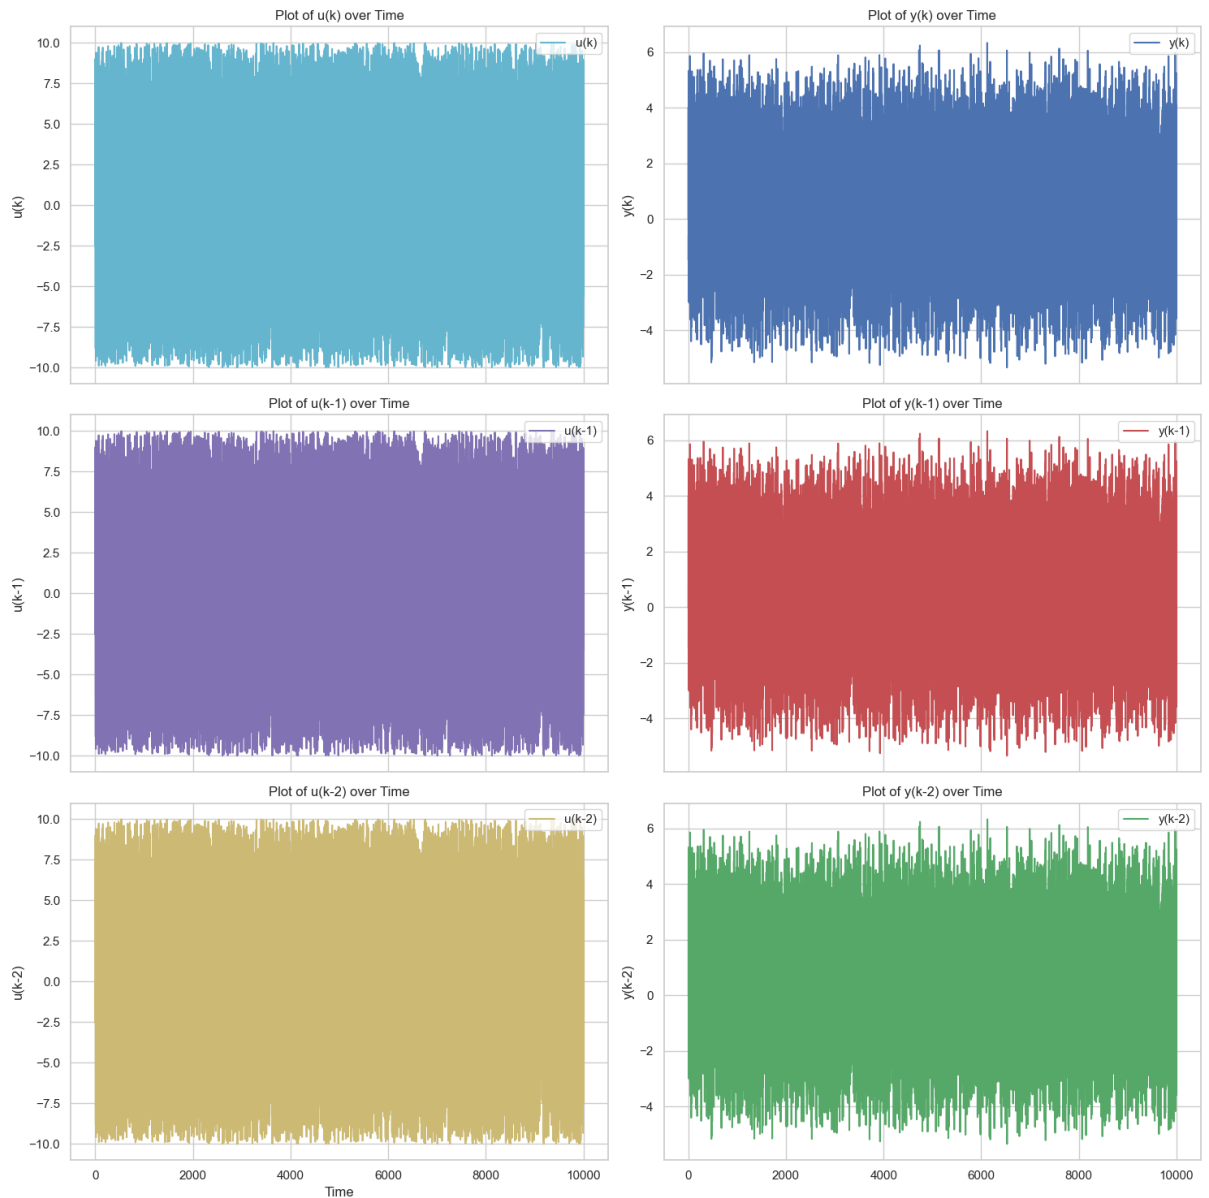 Plot of u(k) over Time
u(k)
10.0
7.5
5.0
2.5
0.0
−2.5
−5.0
−7.5
−10.0
u(k)
Plot of y(k) over Time
y(k)
6
4
2
0
−2
−4
y(k)
Plot of u(k-1) over Time
u(k-1)
10.0
7.5
5.0
2.5
0.0
−2.5
−5.0
−7.5
−10.0
u(k-1)
Plot of y(k-1) over Time
y(k-1)
6
4
2
0
−2
−4
y(k-1)
Plot of u(k-2) over Time
u(k-2)
10.0
7.5
5.0
2.5
0.0
−2.5
−5.0
−7.5
−10.0
u(k-2)
0 2000 4000 6000 8000 10000
Time
Plot of y(k-2) over Time
y(k-2)
6
4
2
0
−2
−4
y(k-2)
0 2000 4000 6000 8000 10000